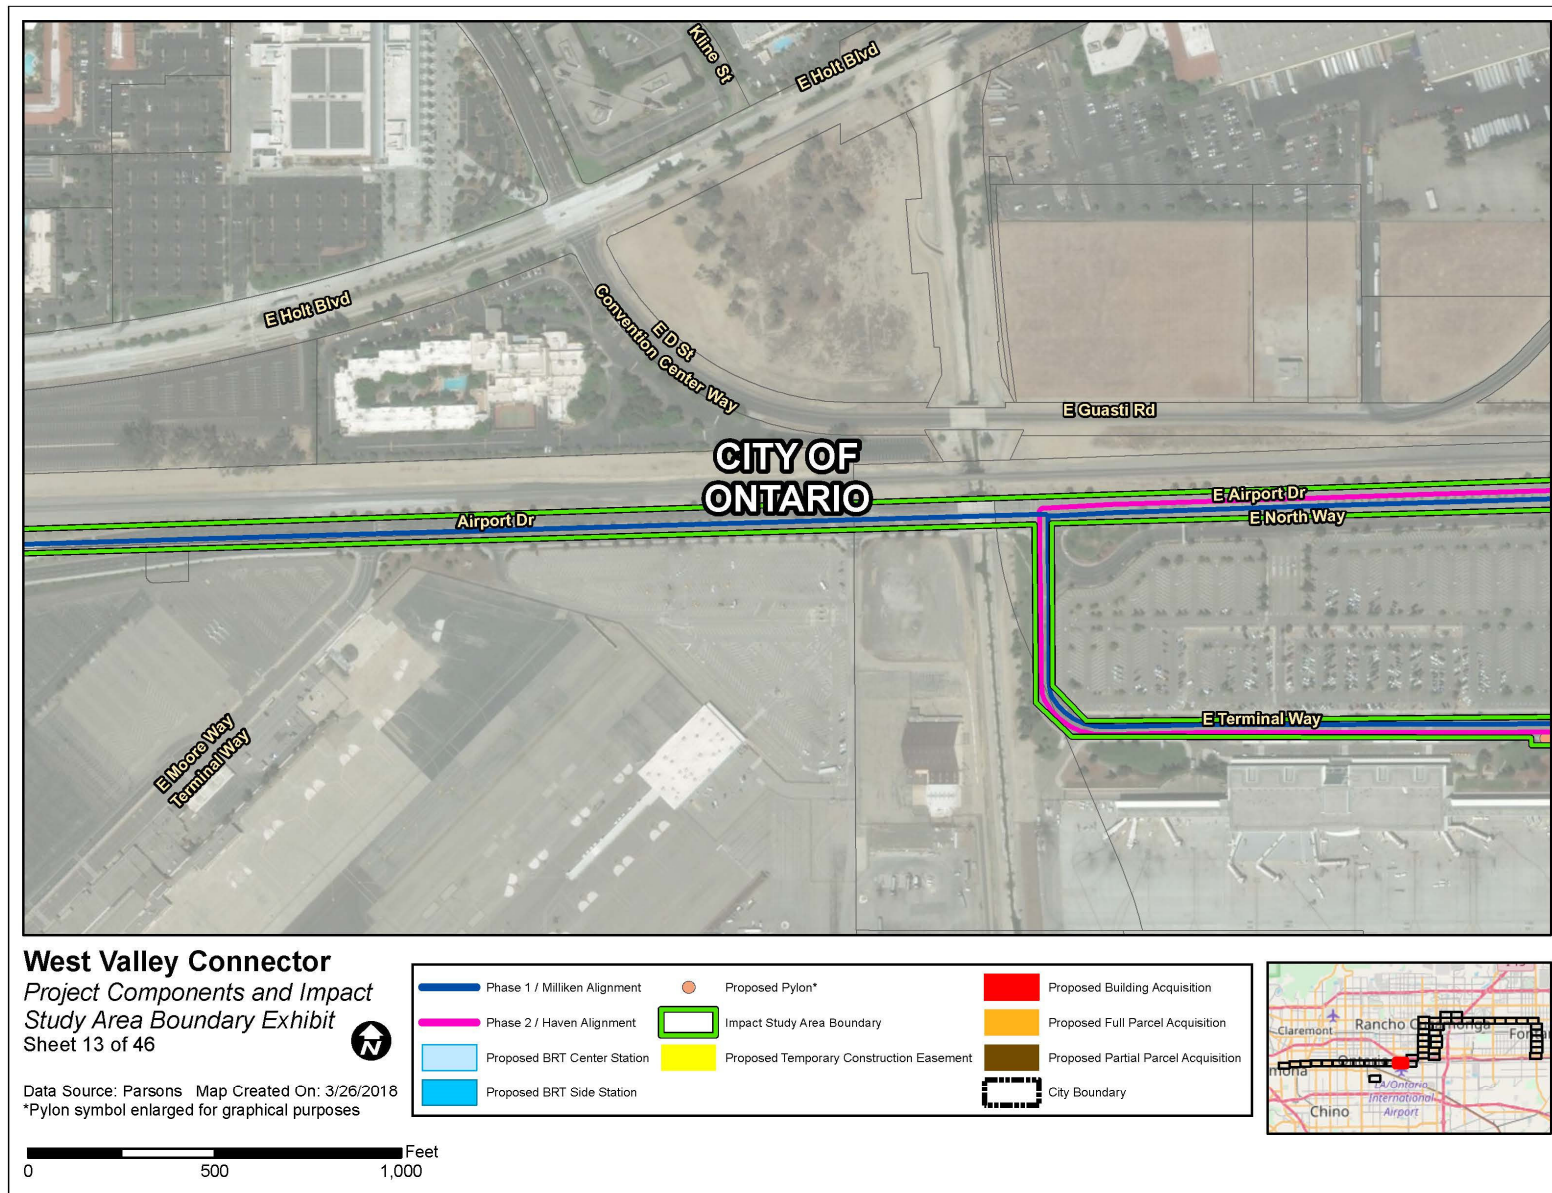 Kline St
E Holt Blvd
E Holt Blvd
E D St
Convention Center Way
E Guasti Rd
CITY OF
ONTARIO
E Airport Dr
Airport Dr
E North Way
E Terminal Way
E Moore Way
Terminal Way
West Valley Connector
Project Components and Impact
Study Area Boundary Exhibit
Sheet 13 of 46
N
Data Source: Parsons Map Created On: 3/26/2018
*Pylon symbol enlarged for graphical purposes
Feet
0 500 1,000
Phase 1 / Milliken Alignment
Phase 2 / Haven Alignment
Proposed BRT Center Station
Proposed BRT Side Station
Proposed Pylon*
Impact Study Area Boundary
Proposed Temporary Construction Easement
Proposed Building Acquisition
Proposed Full Parcel Acquisition
Proposed Partial Parcel Acquisition
City Boundary
Claremont
Rancho
Ontario
LA/Ontario
International
Airport
Chino